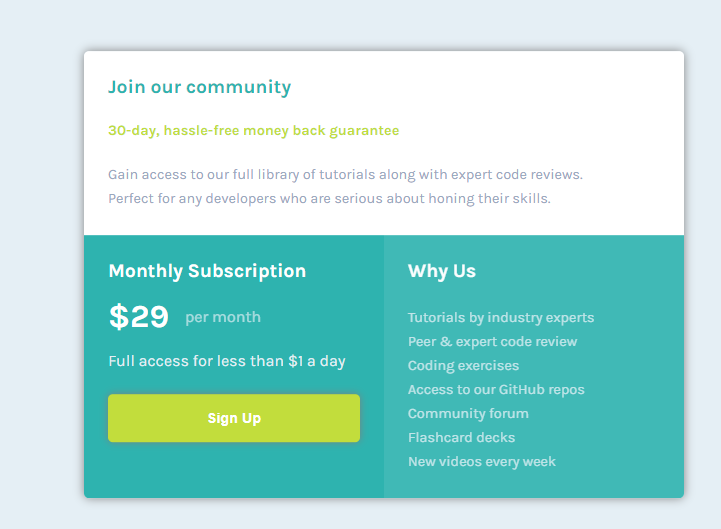 Join our community
30-day, hassle-free money back guarantee
Gain access to our full library of tutorials along with expert code reviews.
Perfect for any developers who are serious about honing their skills.
Monthly Subscription
$29 per month
Full access for less than $1 a day
Sign Up
Why Us
Tutorials by industry experts
Peer & expert code review
Coding exercises
Access to our GitHub repos
Community forum
Flashcard decks
New videos every week